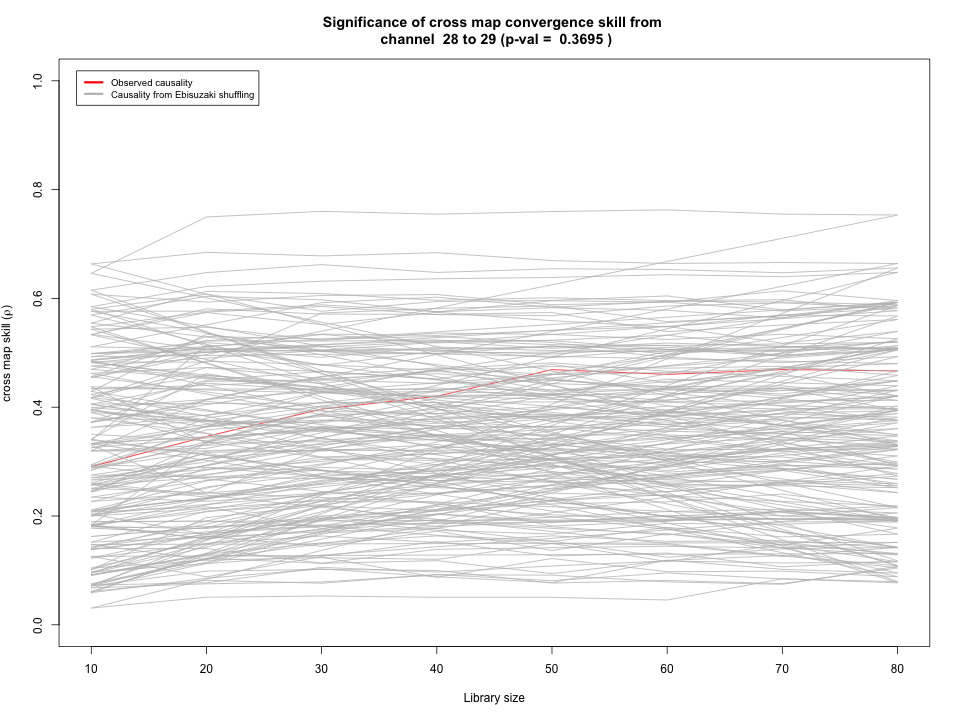 Significance of cross map convergence skill from
channel  28 to 29 (p-val =  0.3695 )
Observed causality
Causality from Ebisuzaki shuffling
cross map skill (ρ)
1.0
0.8
0.6
0.4
0.2
0.0
10 20 30 40 50 60 70 80
Library size